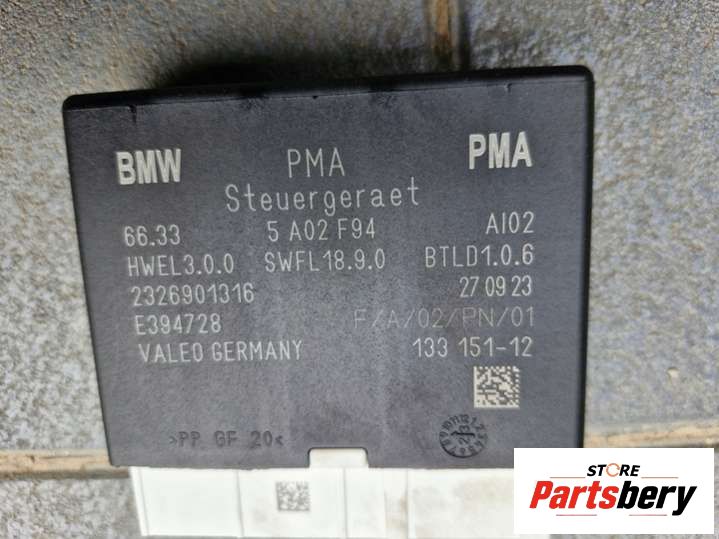 BMW PMA PMA
Steuergeraet
66.33 5 A02 F94 AI02
HWEL3.0.0 SWFL18.9.0 BTLD1.0.6
2326901316 27 09 23
E394728 F/A/02/PN/01
VALEO GERMANY 133 151-12
>PP GF 20<
STORE
Partsbery